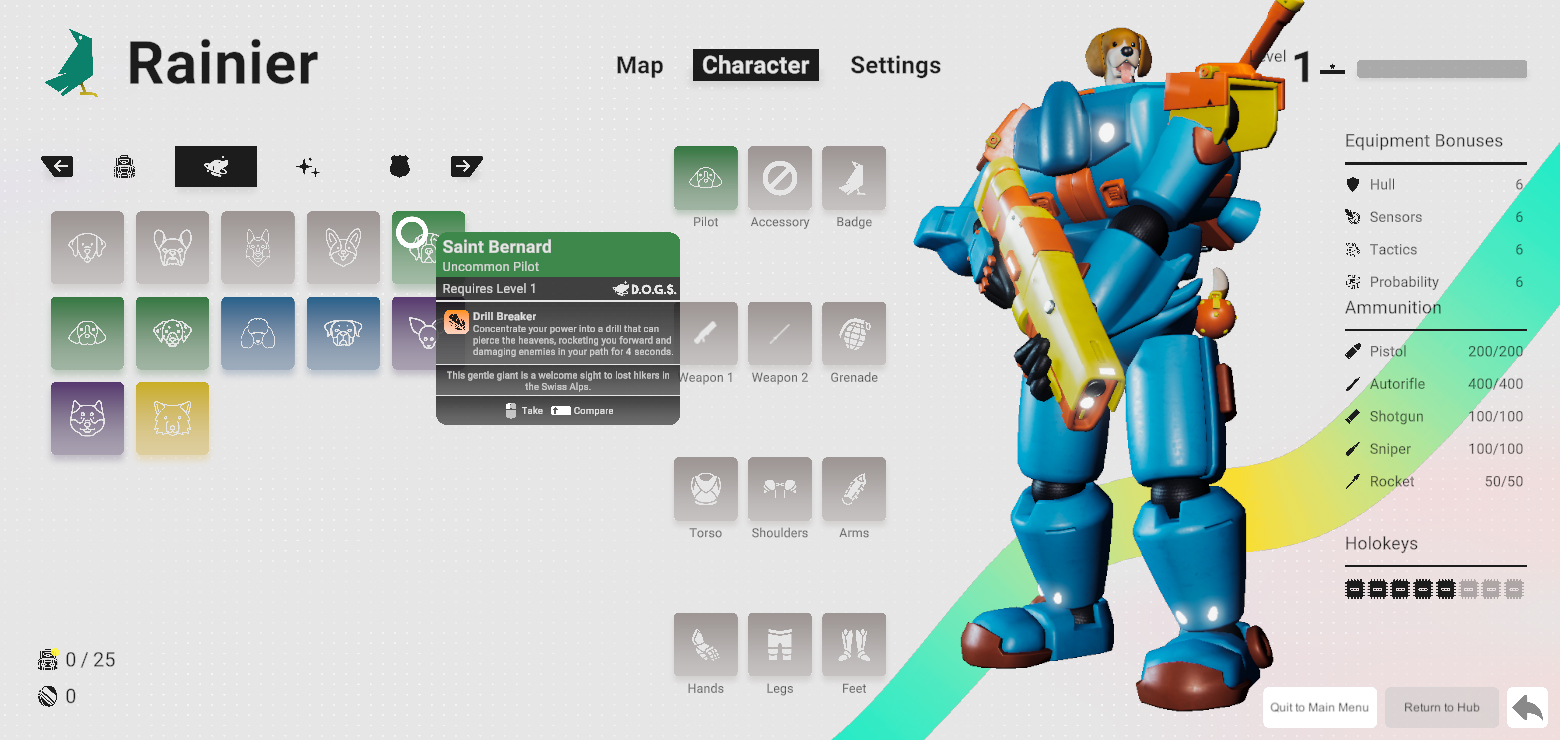 Rainier
Map
Character
Settings
Level 1
Equipment Bonuses
Hull 6
Sensors 6
Tactics 6
Probability 6
Ammunition
Pistol 200/200
Autorifle 400/400
Shotgun 100/100
Sniper 100/100
Rocket 50/50
Holokeys
Saint Bernard
Uncommon Pilot
Requires Level 1
D.O.G.S.
Drill Breaker
Concentrate your power into a drill that can
pierce the heavens, rocketing you forward and
damaging enemies in your path for 4 seconds.
This gentle giant is a welcome sight to lost hikers in
the Swiss Alps.
Take
Compare
Pilot
Accessory
Badge
Weapon 1
Weapon 2
Grenade
Torso
Shoulders
Arms
Hands
Legs
Feet
0 / 25
0
Quit to Main Menu
Return to Hub